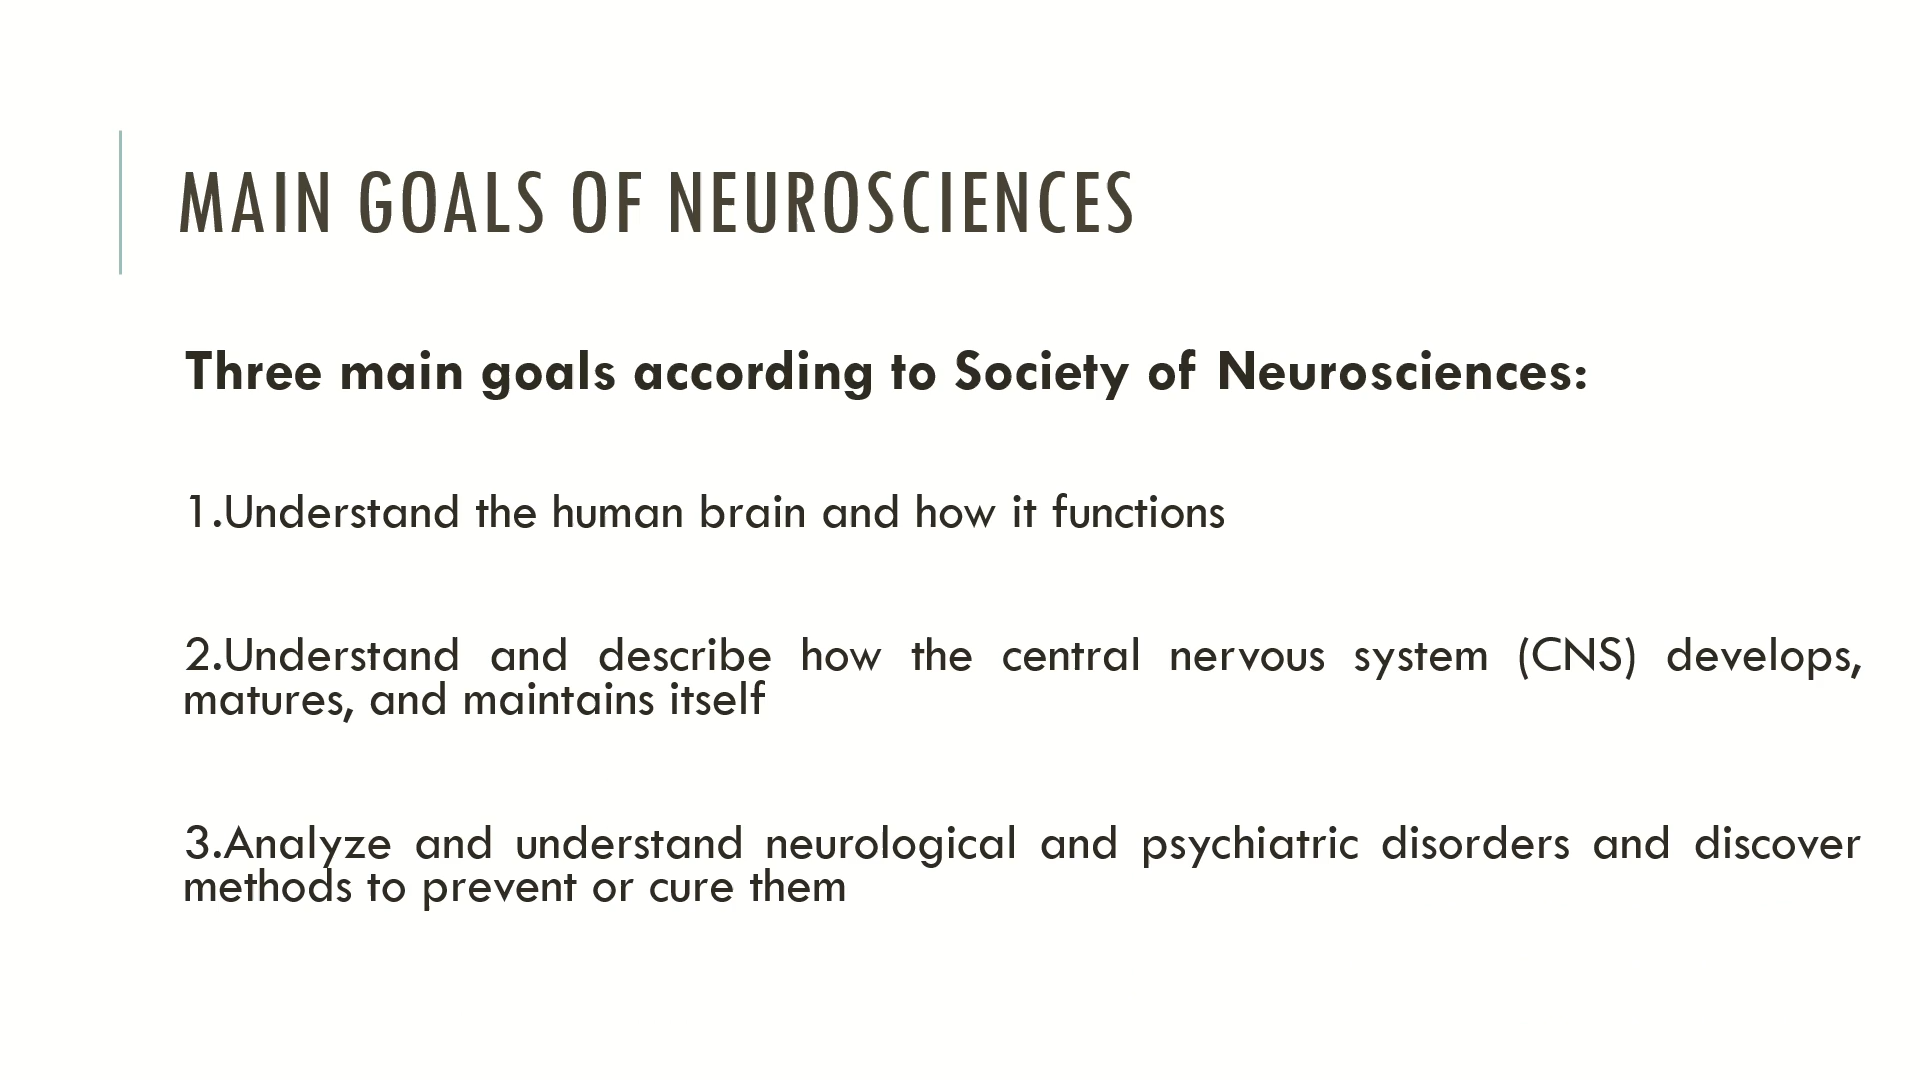 MAIN GOALS OF NEUROSCIENCES
Three main goals according to Society of Neurosciences:
1.Understand the human brain and how it functions
2.Understand and describe how the central nervous system (CNS) develops,
matures, and maintains itself
3.Analyze and understand neurological and psychiatric disorders and discover
methods to prevent or cure them